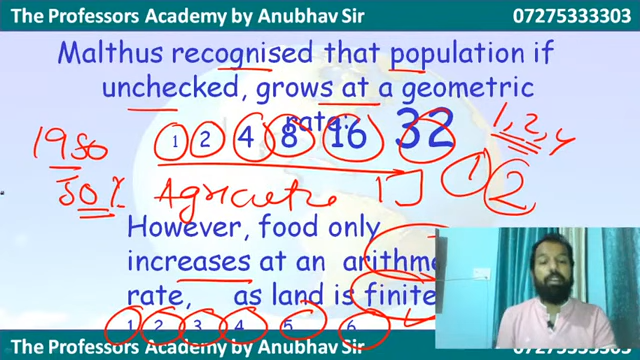 The Professors Academy by Anubhav Sir 07275333303
Malthus recognised that population if
unchecked, grows at a geometric
rate:
1 2 4 8 16 32
1, 2, 4
1950
50%
1 2
However, food only
increases at an arithme
rate, as land is finite
1 2 3 4 5 6
The Professors Academy by Anubhav Sir 07275333303